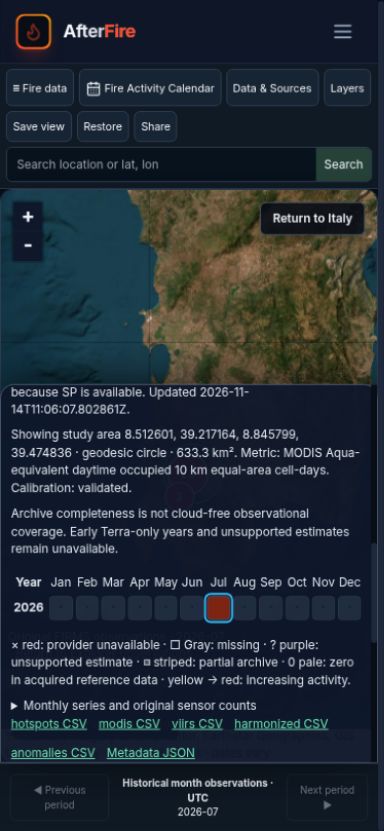 AfterFire
≡ Fire data
Fire Activity Calendar
Data & Sources
Layers
Save view
Restore
Share
Search location or lat, lon
Search
+
-
Return to Italy
because SP is available. Updated 2026-11-
14T11:06:07.802861Z.
Showing study area 8.512601, 39.217164, 8.845799,
39.474836 · geodesic circle · 633.3 km². Metric: MODIS Aqua-
equivalent daytime occupied 10 km equal-area cell-days.
Calibration: validated.
Archive completeness is not cloud-free observational
coverage. Early Terra-only years and unsupported estimates
remain unavailable.
Year Jan Feb Mar Apr May Jun Jul Aug Sep Oct Nov Dec
2026
× red: provider unavailable · □ Gray: missing · ? purple:
unsupported estimate · ▨ striped: partial archive · 0 pale: zero
in acquired reference data · yellow → red: increasing activity.
▶ Monthly series and original sensor counts
hotspots CSV modis CSV viirs CSV harmonized CSV
anomalies CSV Metadata JSON
◀ Previous
period
Historical month observations ·
UTC
2026-07
Next period
▶